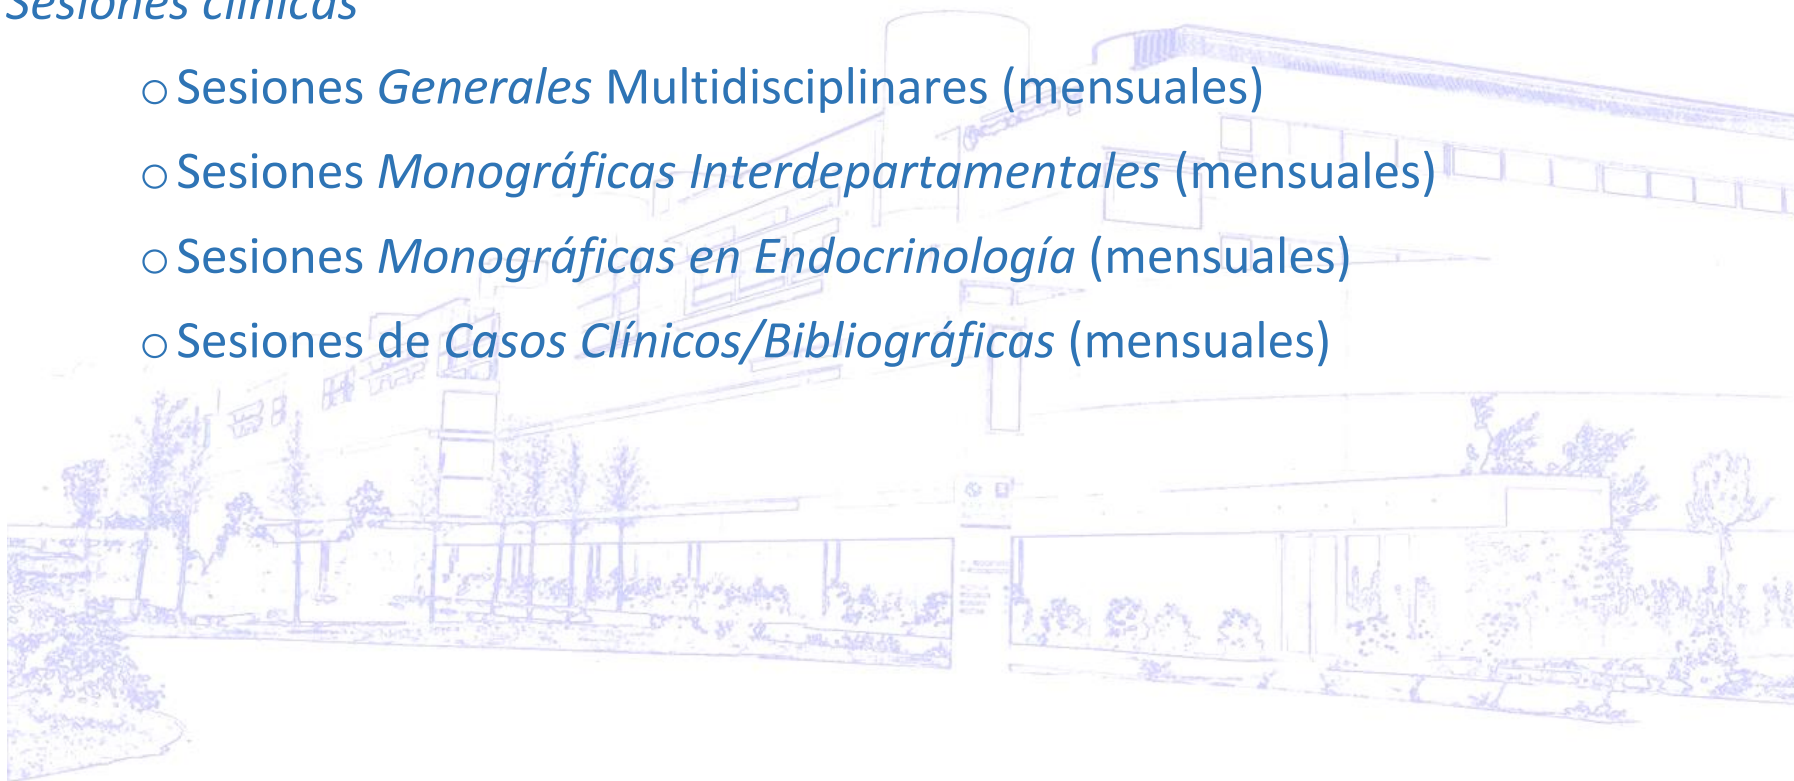 Sesiones clínicas
o Sesiones Generales Multidisciplinares (mensuales)
o Sesiones Monográficas Interdepartamentales (mensuales)
o Sesiones Monográficas en Endocrinología (mensuales)
o Sesiones de Casos Clínicos/Bibliográficas (mensuales)